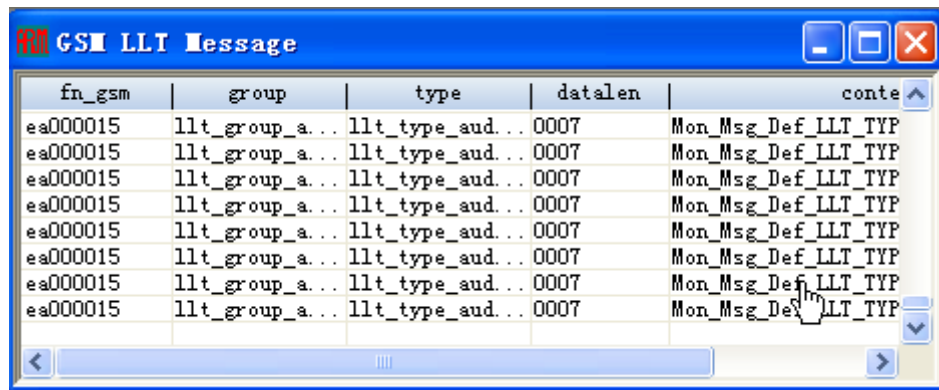 ARM GSM LLT Message
fn_gsm group type datalen conte
ea000015 llt_group_a... llt_type_aud... 0007 Mon_Msg_Def_LLT_TYP
ea000015 llt_group_a... llt_type_aud... 0007 Mon_Msg_Def_LLT_TYP
ea000015 llt_group_a... llt_type_aud... 0007 Mon_Msg_Def_LLT_TYP
ea000015 llt_group_a... llt_type_aud... 0007 Mon_Msg_Def_LLT_TYP
ea000015 llt_group_a... llt_type_aud... 0007 Mon_Msg_Def_LLT_TYP
ea000015 llt_group_a... llt_type_aud... 0007 Mon_Msg_Def_LLT_TYP
ea000015 llt_group_a... llt_type_aud... 0007 Mon_Msg_Def_LLT_TYP
ea000015 llt_group_a... llt_type_aud... 0007 Mon_Msg_Def_LLT_TYP